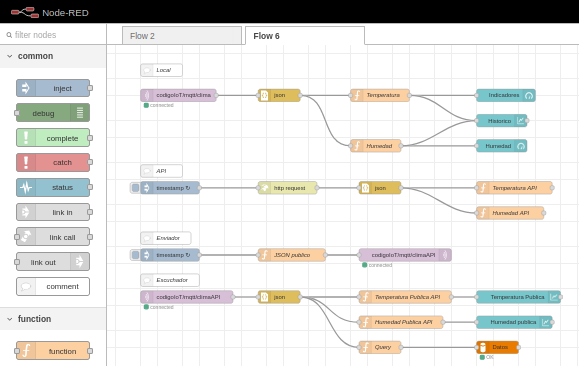 Node-RED
filter nodes
common
inject
debug
complete
catch
status
link in
link call
link out
comment
function
function
Flow 2
Flow 6
Local
codigoIoT/mqtt/clima
connected
json
Temperatura
Humedad
Indicadores
Historico
Humedad
API
timestamp ↻
http request
json
Temperatura API
Humedad API
Enviador
timestamp ↻
JSON publico
codigoIoT/mqtt/climaAPI
connected
Escuchador
codigoIoT/mqtt/climaAPI
connected
json
Temperatura Publica API
Humedad Publica API
Query
Temperatura Publica
Humedad publica
Datos
OK